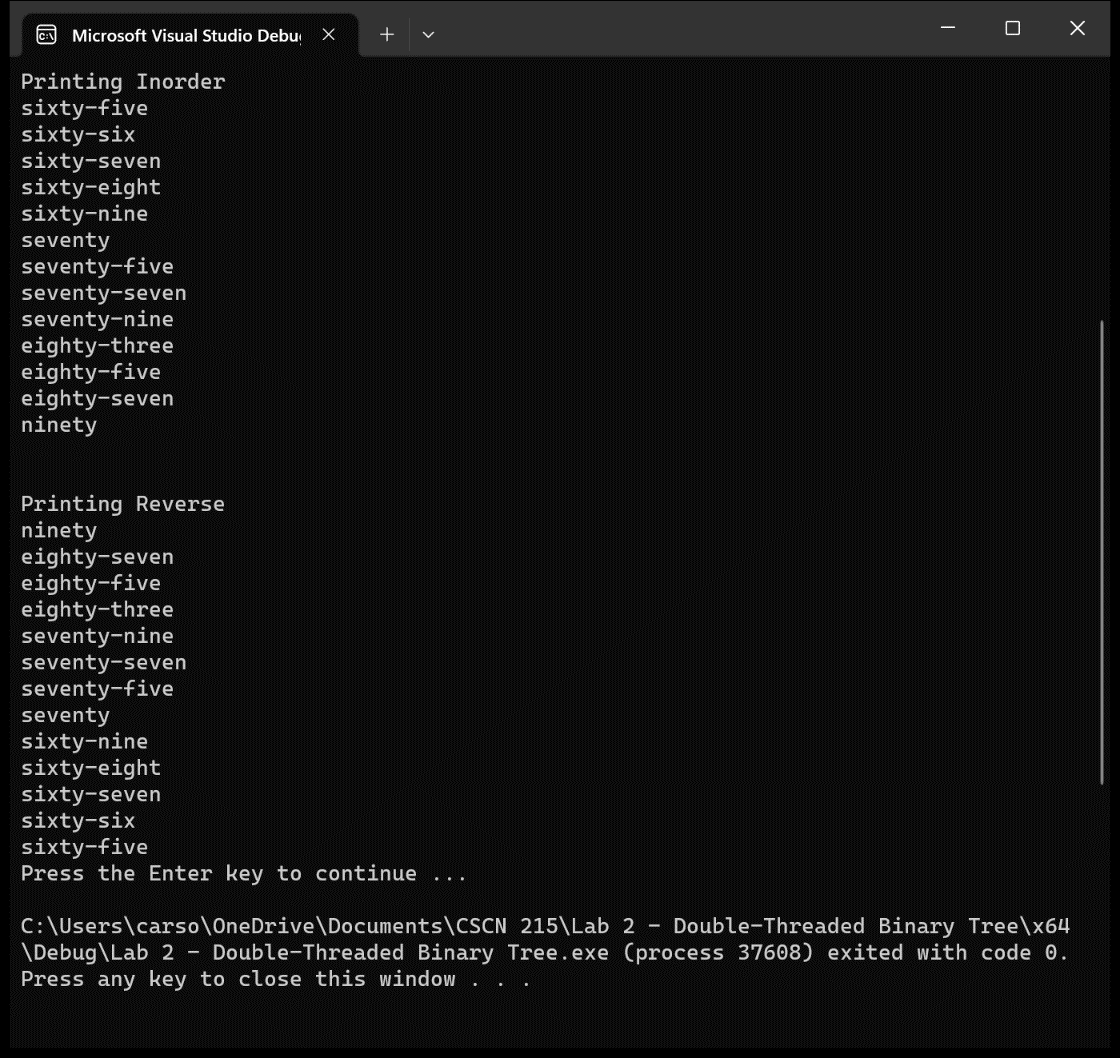 Microsoft Visual Studio Debu
Printing Inorder
sixty-five
sixty-six
sixty-seven
sixty-eight
sixty-nine
seventy
seventy-five
seventy-seven
seventy-nine
eighty-three
eighty-five
eighty-seven
ninety
Printing Reverse
ninety
eighty-seven
eighty-five
eighty-three
seventy-nine
seventy-seven
seventy-five
seventy
sixty-nine
sixty-eight
sixty-seven
sixty-six
sixty-five
Press the Enter key to continue ...
C:\Users\carso\OneDrive\Documents\CSCN 215\Lab 2 - Double-Threaded Binary Tree\x64
\Debug\Lab 2 - Double-Threaded Binary Tree.exe (process 37608) exited with code 0.
Press any key to close this window . . .